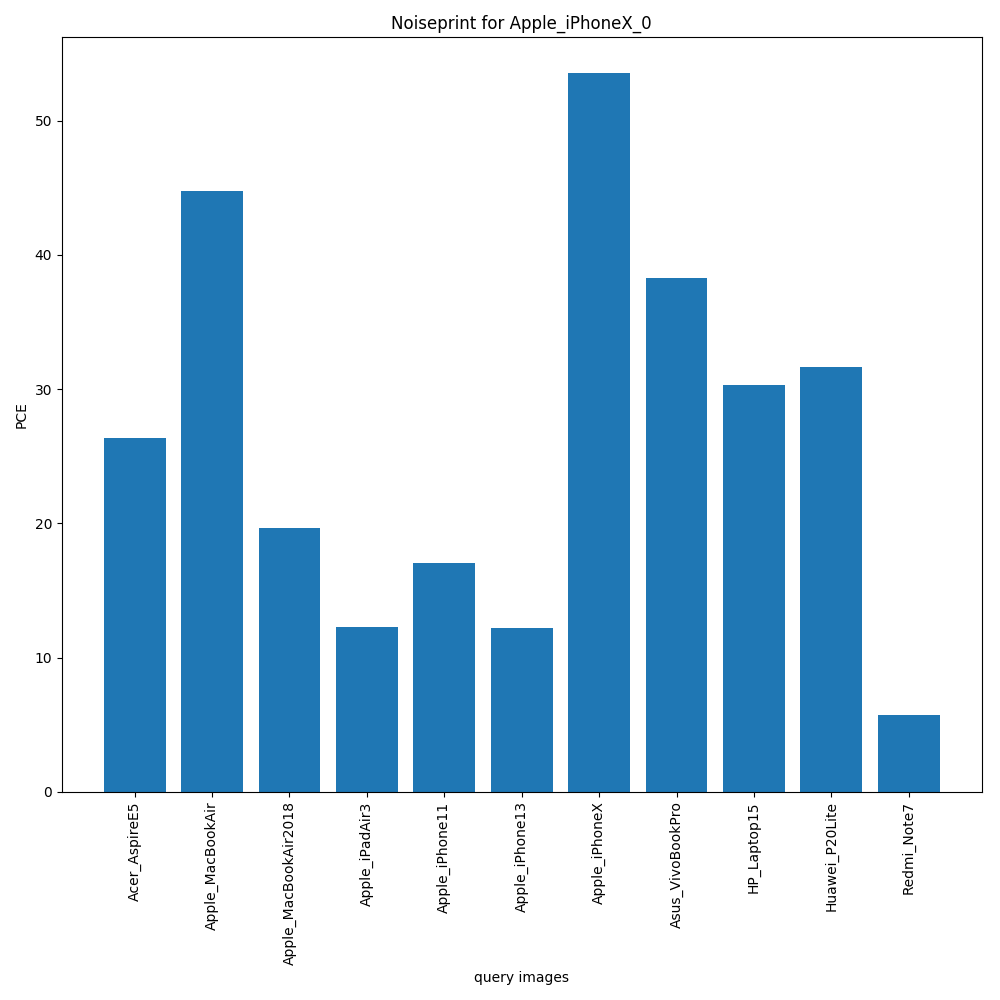 Noiseprint for Apple_iPhoneX_0
PCE
50
40
30
20
10
0
Acer_AspireE5
Apple_MacBookAir
Apple_MacBookAir2018
Apple_iPadAir3
Apple_iPhone11
Apple_iPhone13
Apple_iPhoneX
Asus_VivoBookPro
HP_Laptop15
Huawei_P20Lite
Redmi_Note7
query images